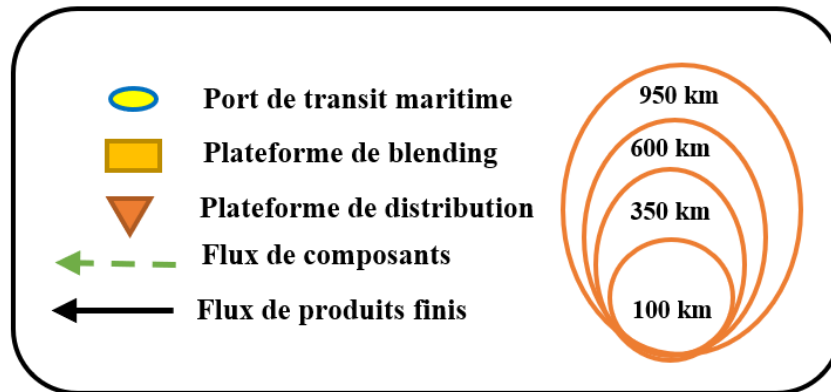 Port de transit maritime
Plateforme de blending
Plateforme de distribution
Flux de composants
Flux de produits finis
950 km
600 km
350 km
100 km